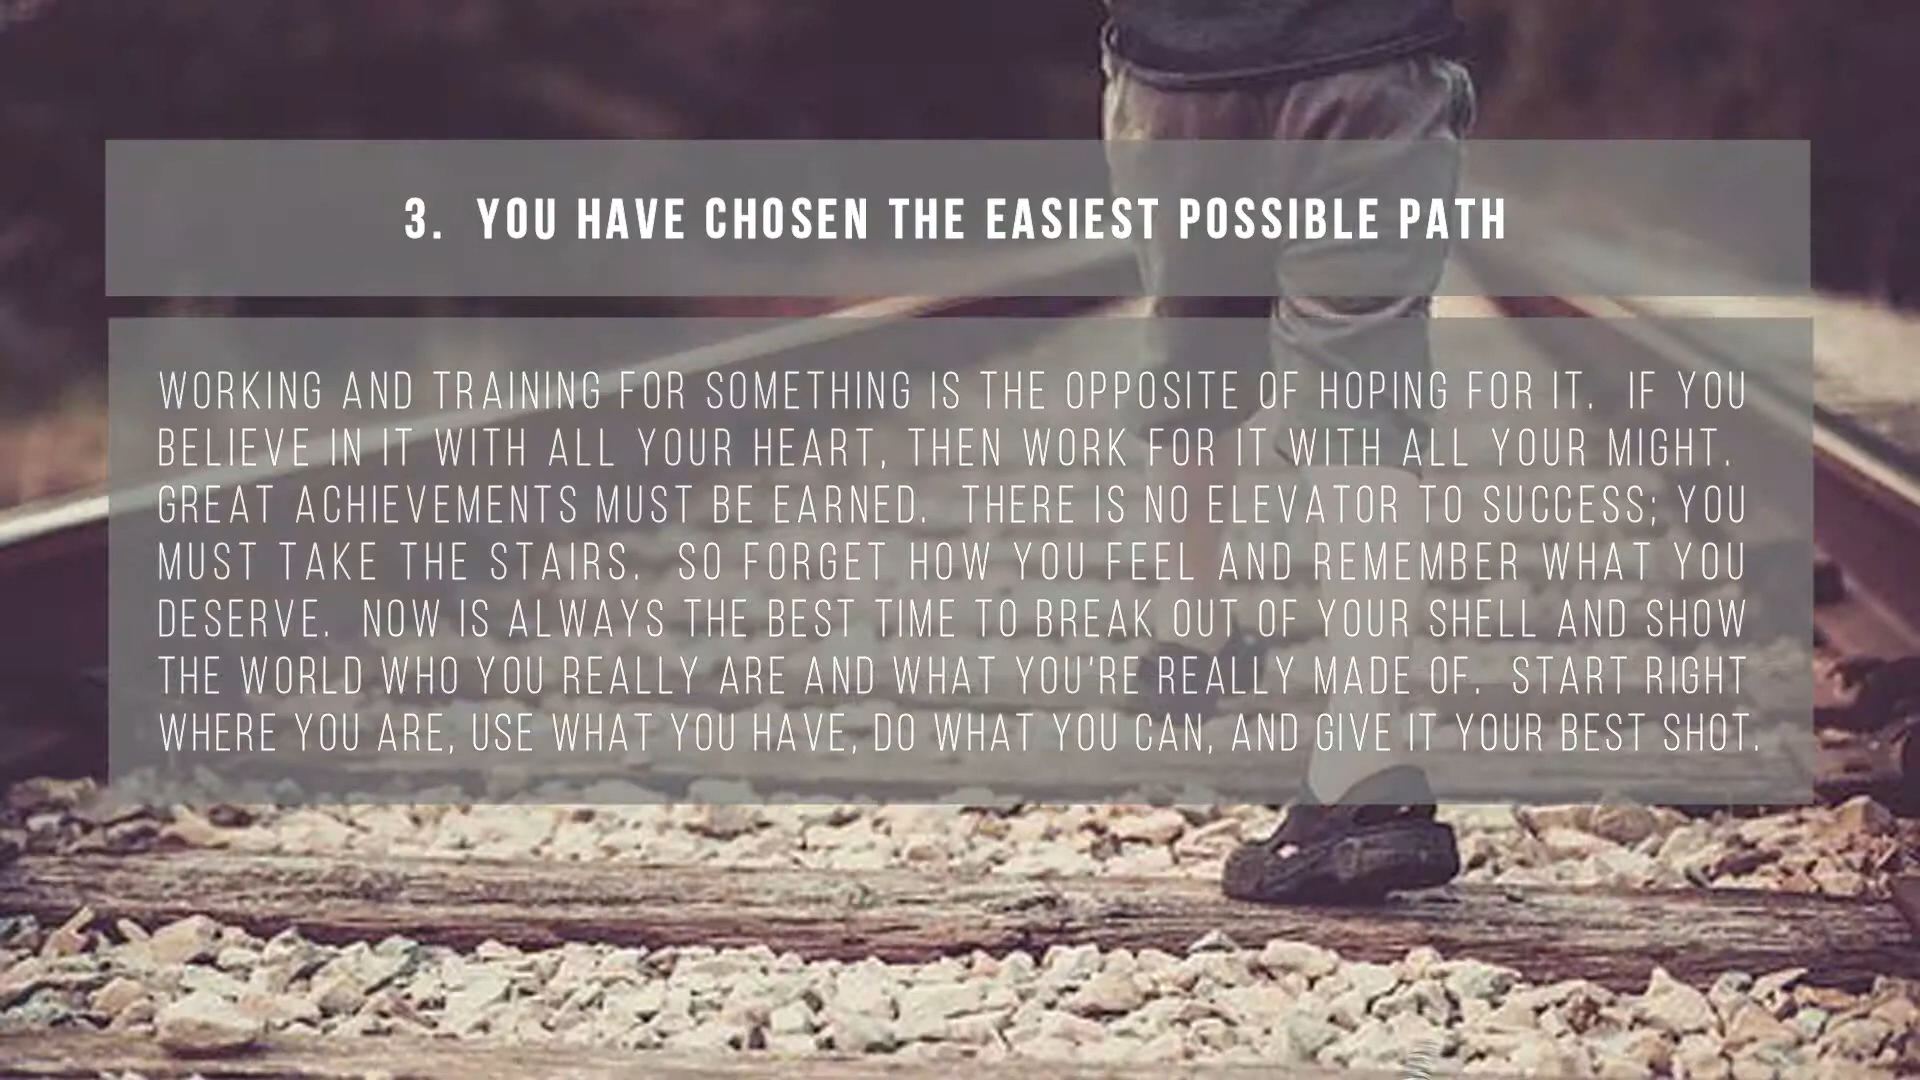 3. YOU HAVE CHOSEN THE EASIEST POSSIBLE PATH
WORKING AND TRAINING FOR SOMETHING IS THE OPPOSITE OF HOPING FOR IT. IF YOU
BELIEVE IN IT WITH ALL YOUR HEART, THEN WORK FOR IT WITH ALL YOUR MIGHT.
GREAT ACHIEVEMENTS MUST BE EARNED. THERE IS NO ELEVATOR TO SUCCESS; YOU
MUST TAKE THE STAIRS. SO FORGET HOW YOU FEEL AND REMEMBER WHAT YOU
DESERVE. NOW IS ALWAYS THE BEST TIME TO BREAK OUT OF YOUR SHELL AND SHOW
THE WORLD WHO YOU REALLY ARE AND WHAT YOU'RE REALLY MADE OF. START RIGHT
WHERE YOU ARE, USE WHAT YOU HAVE, DO WHAT YOU CAN, AND GIVE IT YOUR BEST SHOT.